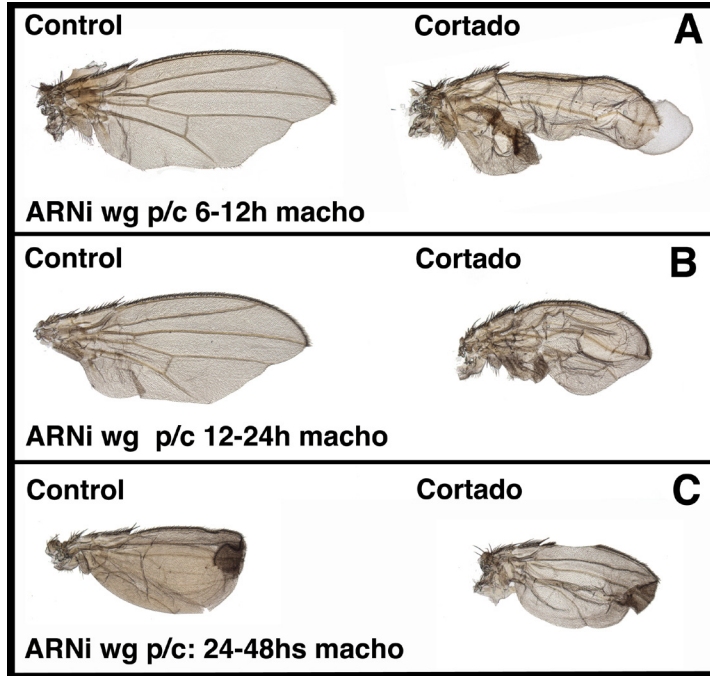 Control Cortado A
ARNi wg p/c 6-12h macho
Control Cortado B
ARNi wg p/c 12-24h macho
Control Cortado C
ARNi wg p/c: 24-48hs macho